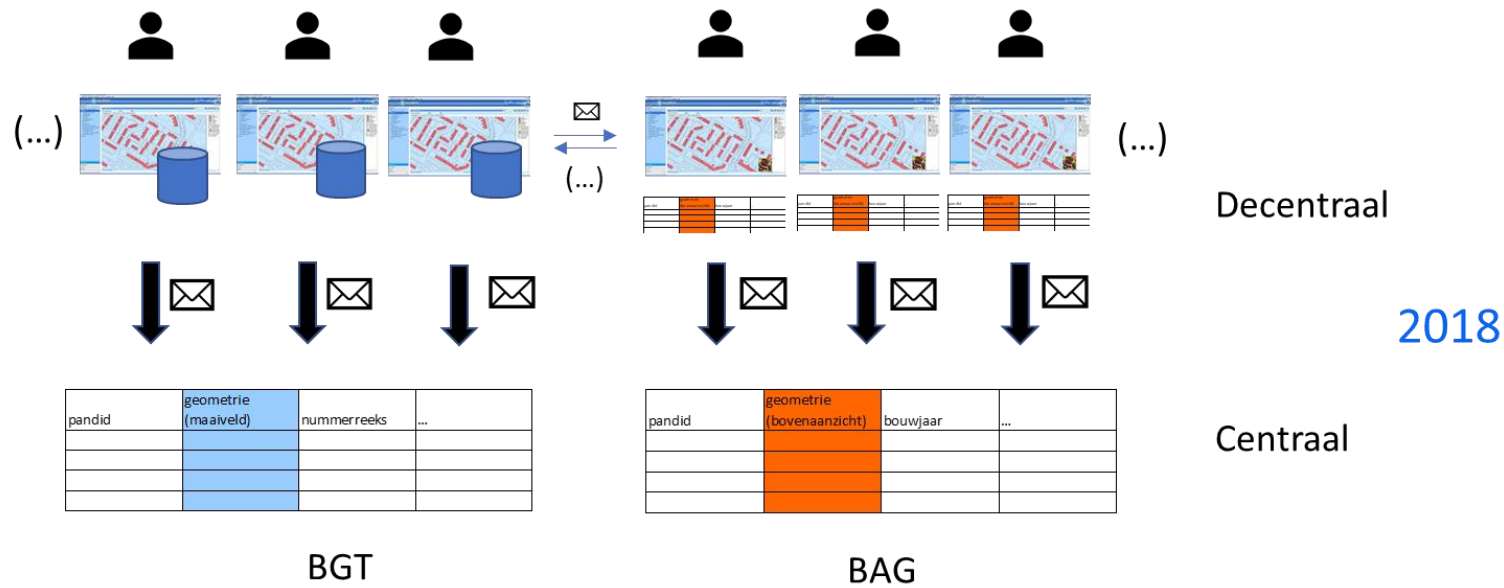 (...)
(...)
(...)
Decentraal
2018
pandid
geometrie
(maaiveld)
nummerreeks
...
pandid
geometrie
(bovenaanzicht)
bouwjaar
...
Centraal
BGT
BAG